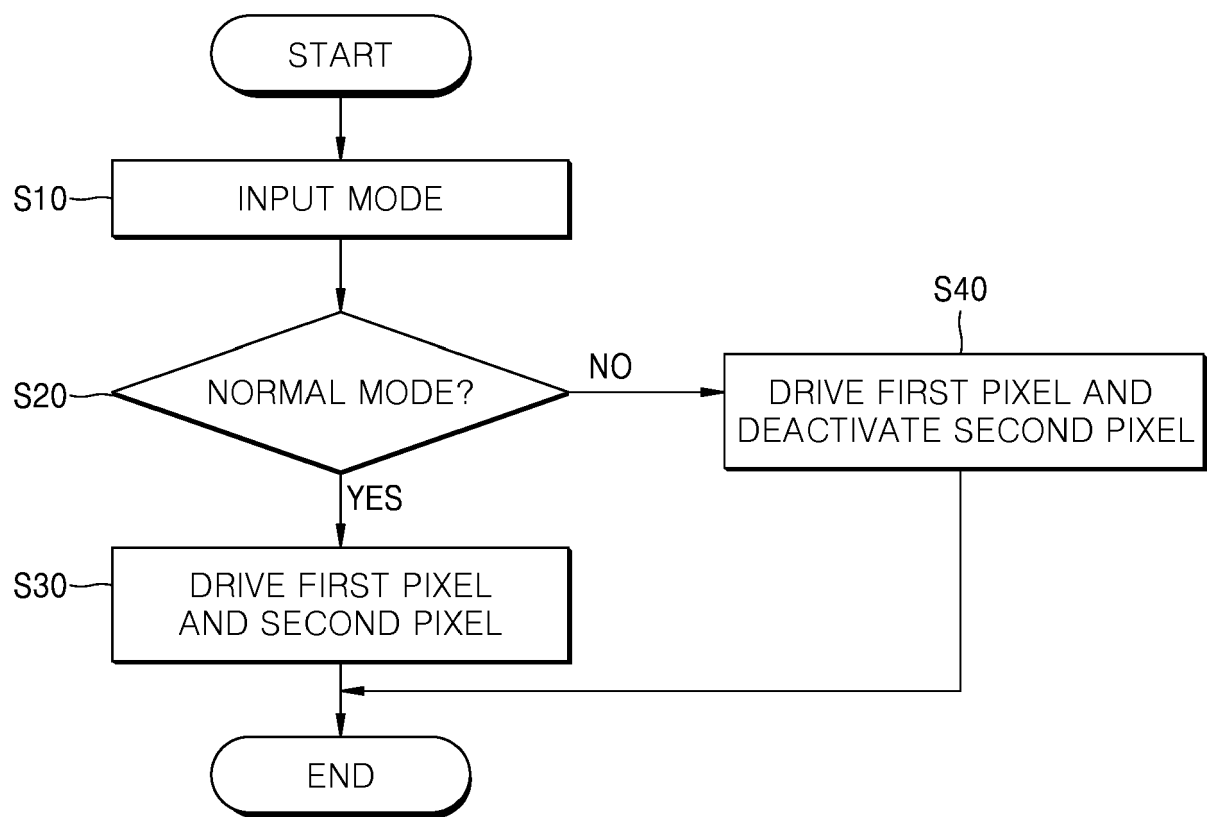 START
S10
INPUT MODE
S20
NORMAL MODE?
NO
S40
DRIVE FIRST PIXEL AND
DEACTIVATE SECOND PIXEL
YES
S30
DRIVE FIRST PIXEL
AND SECOND PIXEL
END